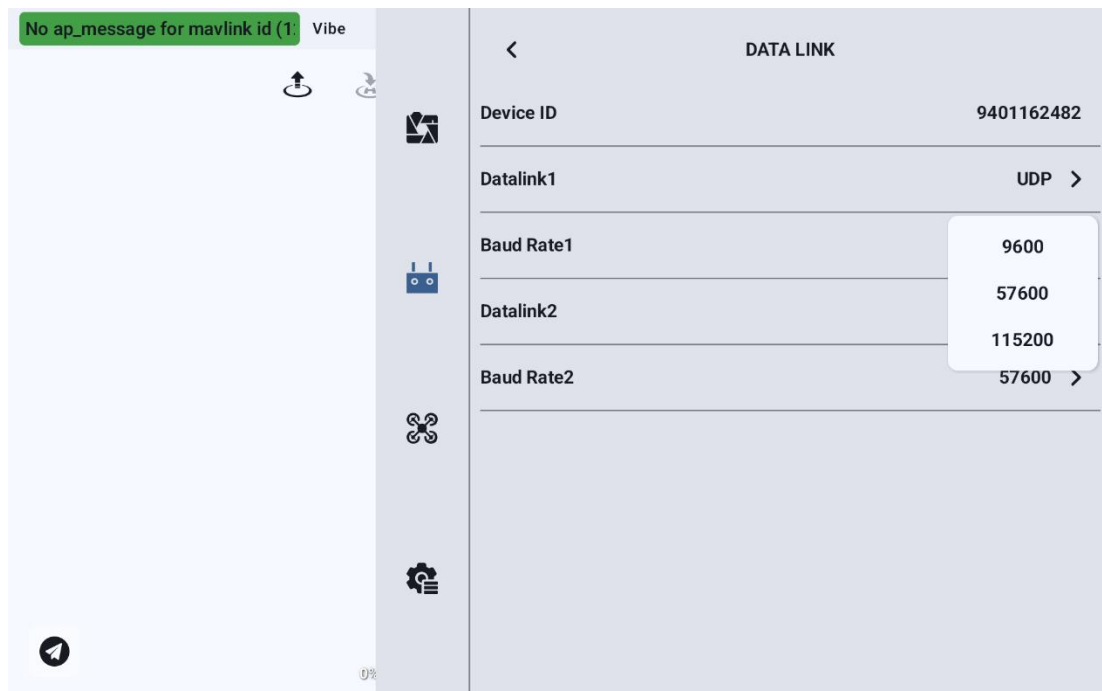 No ap_message for mavlink id (1
Vibe
DATA LINK
Device ID 9401162482
Datalink1 UDP
Baud Rate1
9600
57600
115200
Datalink2
Baud Rate2 57600
0%